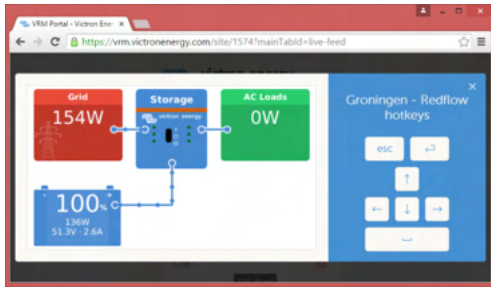 VRM Portal - Victron Ener
https://vrm.victronenergy.com/site/1574?mainTabId=live-feed
Grid
154W
Storage
victron energy
AC Loads
0W
100%
136W
51.3V - 2.6A
Groningen - Redflow
hotkeys
esc